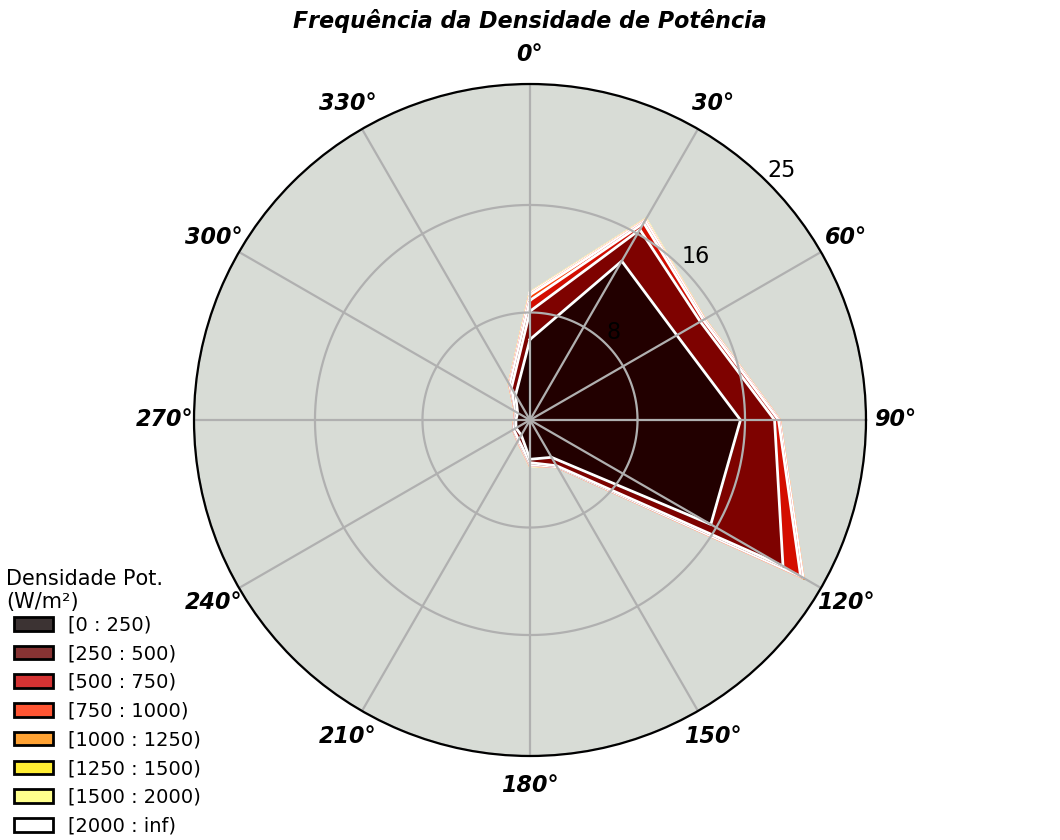 Frequência da Densidade de Potência
0°
330°
30°
25
300°
60°
16
8
270°
90°
240°
120°
210°
150°
180°
Densidade Pot.
(W/m²)
[0 : 250)
[250 : 500)
[500 : 750)
[750 : 1000)
[1000 : 1250)
[1250 : 1500)
[1500 : 2000)
[2000 : inf)